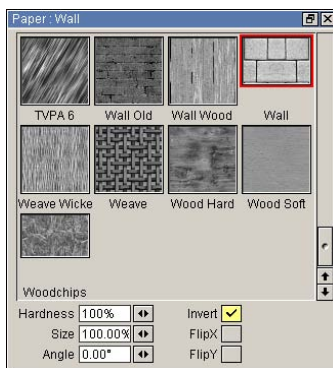 Paper : Wall
TVPA 6 Wall Old Wall Wood Wall
Weave Wicke Weave Wood Hard Wood Soft
Woodchips
Hardness 100% Invert
Size 100.00% FlipX
Angle 0.00° FlipY